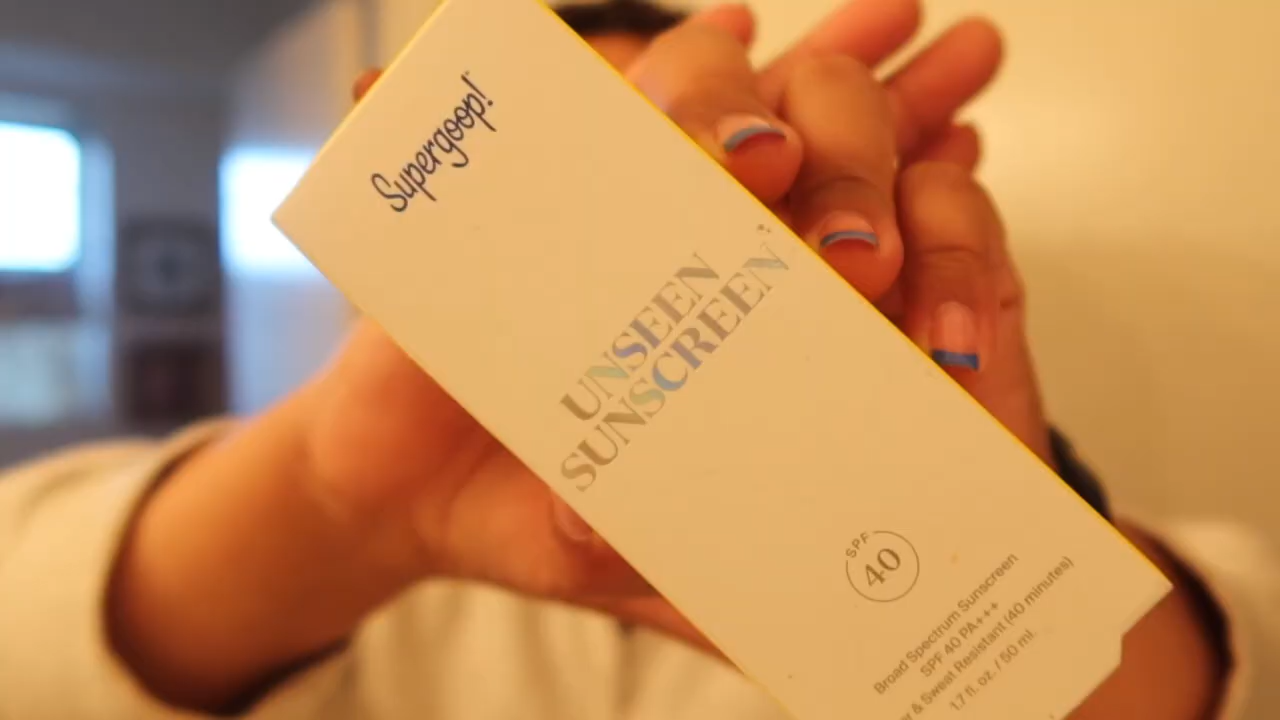 Supergoop!
UNSEEN
SUNSCREEN
SPF
40
Broad Spectrum Sunscreen
SPF 40 PA+++
& Sweat Resistant (40 minutes)
1.7 fl. oz. / 50 ml.